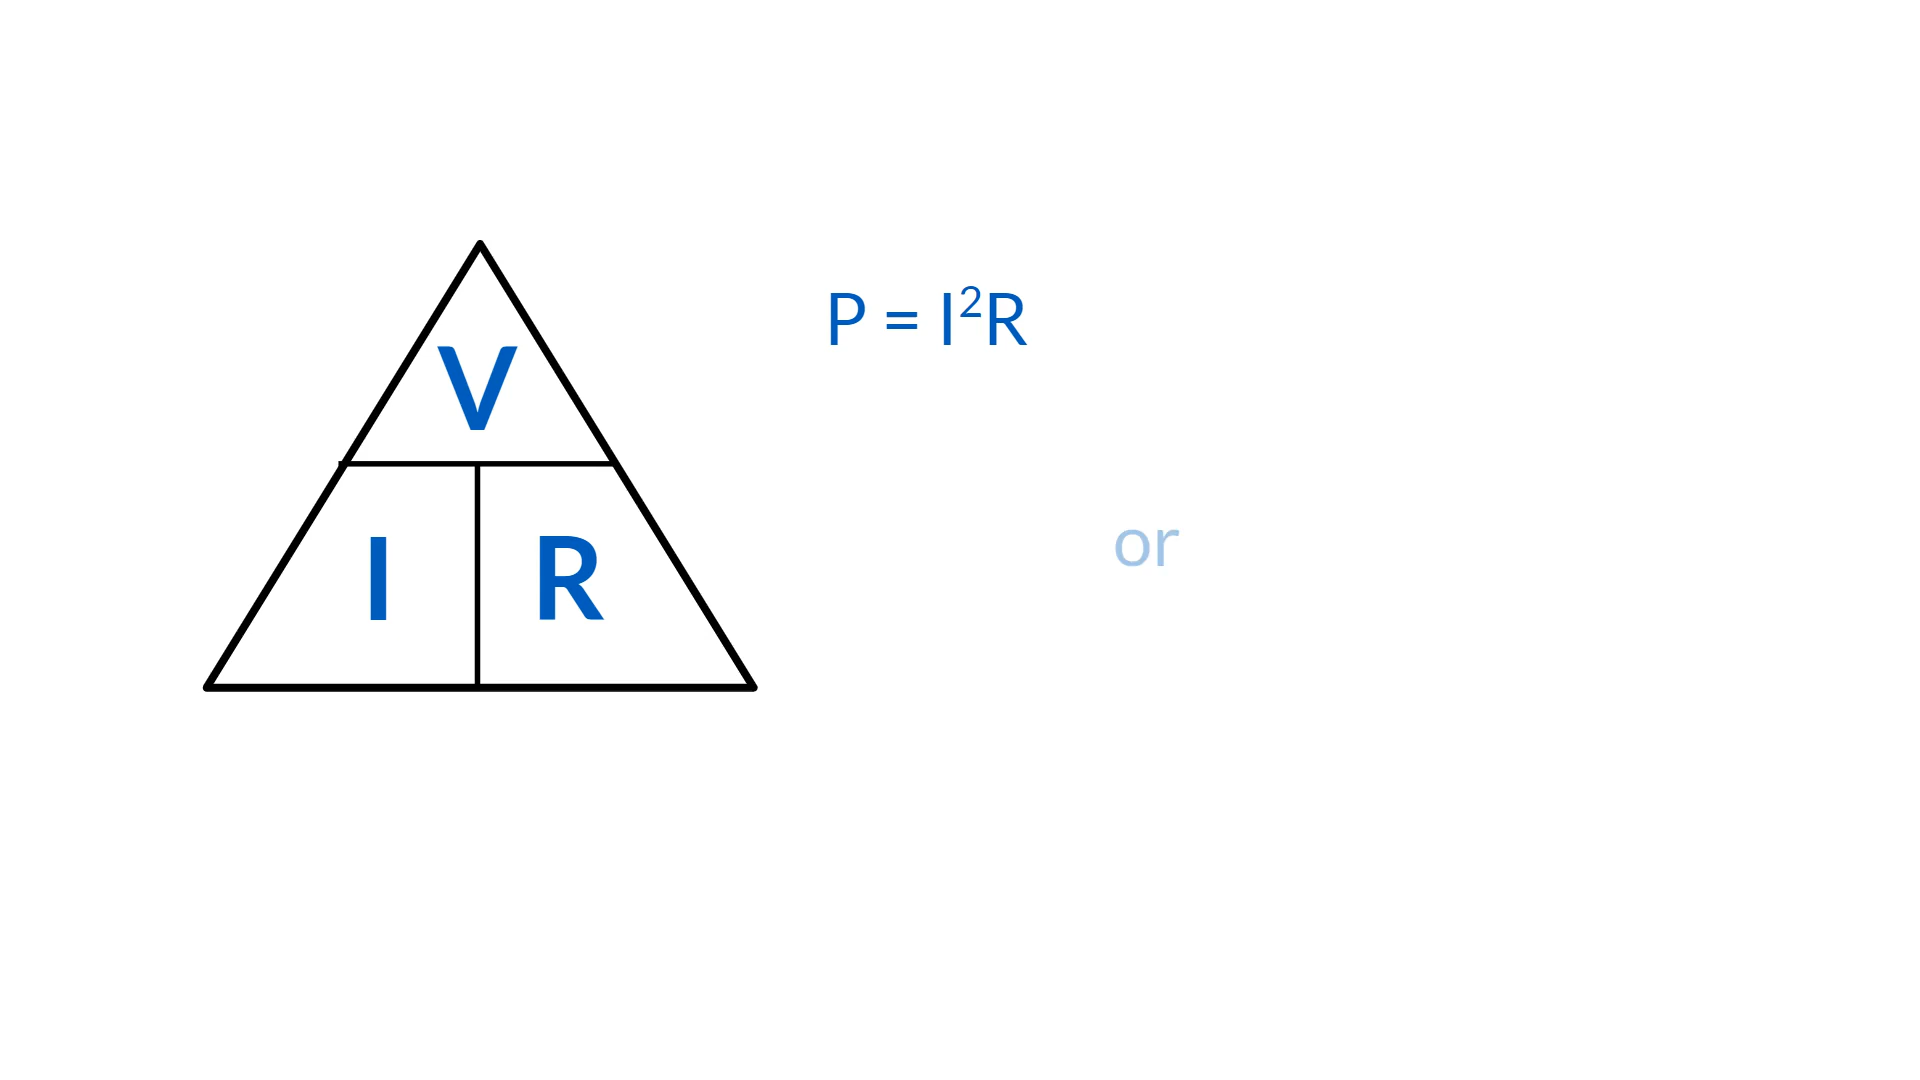 V
I R
P = I²R
or